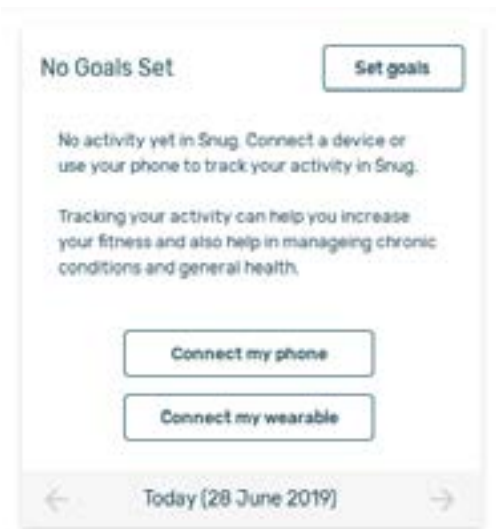 No Goals Set
Set goals
No activity yet in Snug. Connect a device or
use your phone to track your activity in Snug.
Tracking your activity can help you increase
your fitness and also help in manageing chronic
conditions and general health.
Connect my phone
Connect my wearable
Today (28 June 2019)